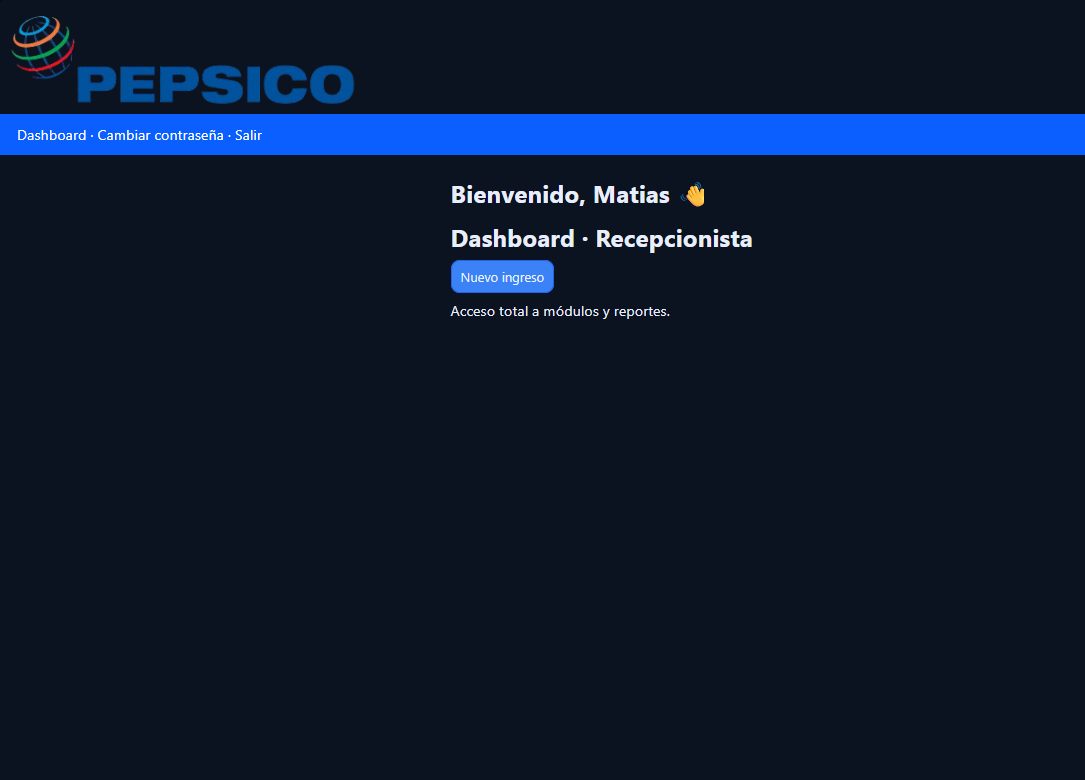 PEPSICO
Dashboard · Cambiar contraseña · Salir
Bienvenido, Matias 👋
Dashboard · Recepcionista
Nuevo ingreso
Acceso total a módulos y reportes.